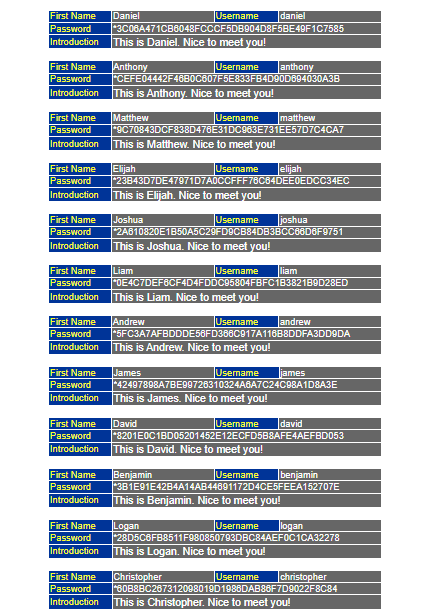 First Name Daniel Username daniel
Password *3C06A471CB6048FCCCF5DB904D8F5BE49F1C7585
Introduction This is Daniel. Nice to meet you!
First Name Anthony Username anthony
Password *CEFE04442F46B0C607F5E833FB4D90D694030A3B
Introduction This is Anthony. Nice to meet you!
First Name Matthew Username matthew
Password *9C70843DCF838D476E31DC963E731EE57D7C4CA7
Introduction This is Matthew. Nice to meet you!
First Name Elijah Username elijah
Password *23B43D7DE47971D7A0CCFFF76C64DEE0EDCC34EC
Introduction This is Elijah. Nice to meet you!
First Name Joshua Username joshua
Password *2A610820E1B50A5C29FD9CB84DB3BCC66D6F9751
Introduction This is Joshua. Nice to meet you!
First Name Liam Username liam
Password *0E4C7DEF6CF4D4FDDC95804FBFC1B3821B9D28ED
Introduction This is Liam. Nice to meet you!
First Name Andrew Username andrew
Password *5FC3A7AFBDDDE56FD366C917A116B8DDFA3DD9DA
Introduction This is Andrew. Nice to meet you!
First Name James Username james
Password *42497898A7BE99726310324A6A7C24C98A1D8A3E
Introduction This is James. Nice to meet you!
First Name David Username david
Password *8201E0C1BD05201452E12ECFD5B8AFE4AEFBD053
Introduction This is David. Nice to meet you!
First Name Benjamin Username benjamin
Password *3B1E91E42B4A14AB44691172D4CE5FEEA152707E
Introduction This is Benjamin. Nice to meet you!
First Name Logan Username logan
Password *28D5C6FB8511F980850793DBC84AEF0C1CA32278
Introduction This is Logan. Nice to meet you!
First Name Christopher Username christopher
Password *60B8BC267312098019D1986DAB86F7D9022F8C84
Introduction This is Christopher. Nice to meet you!